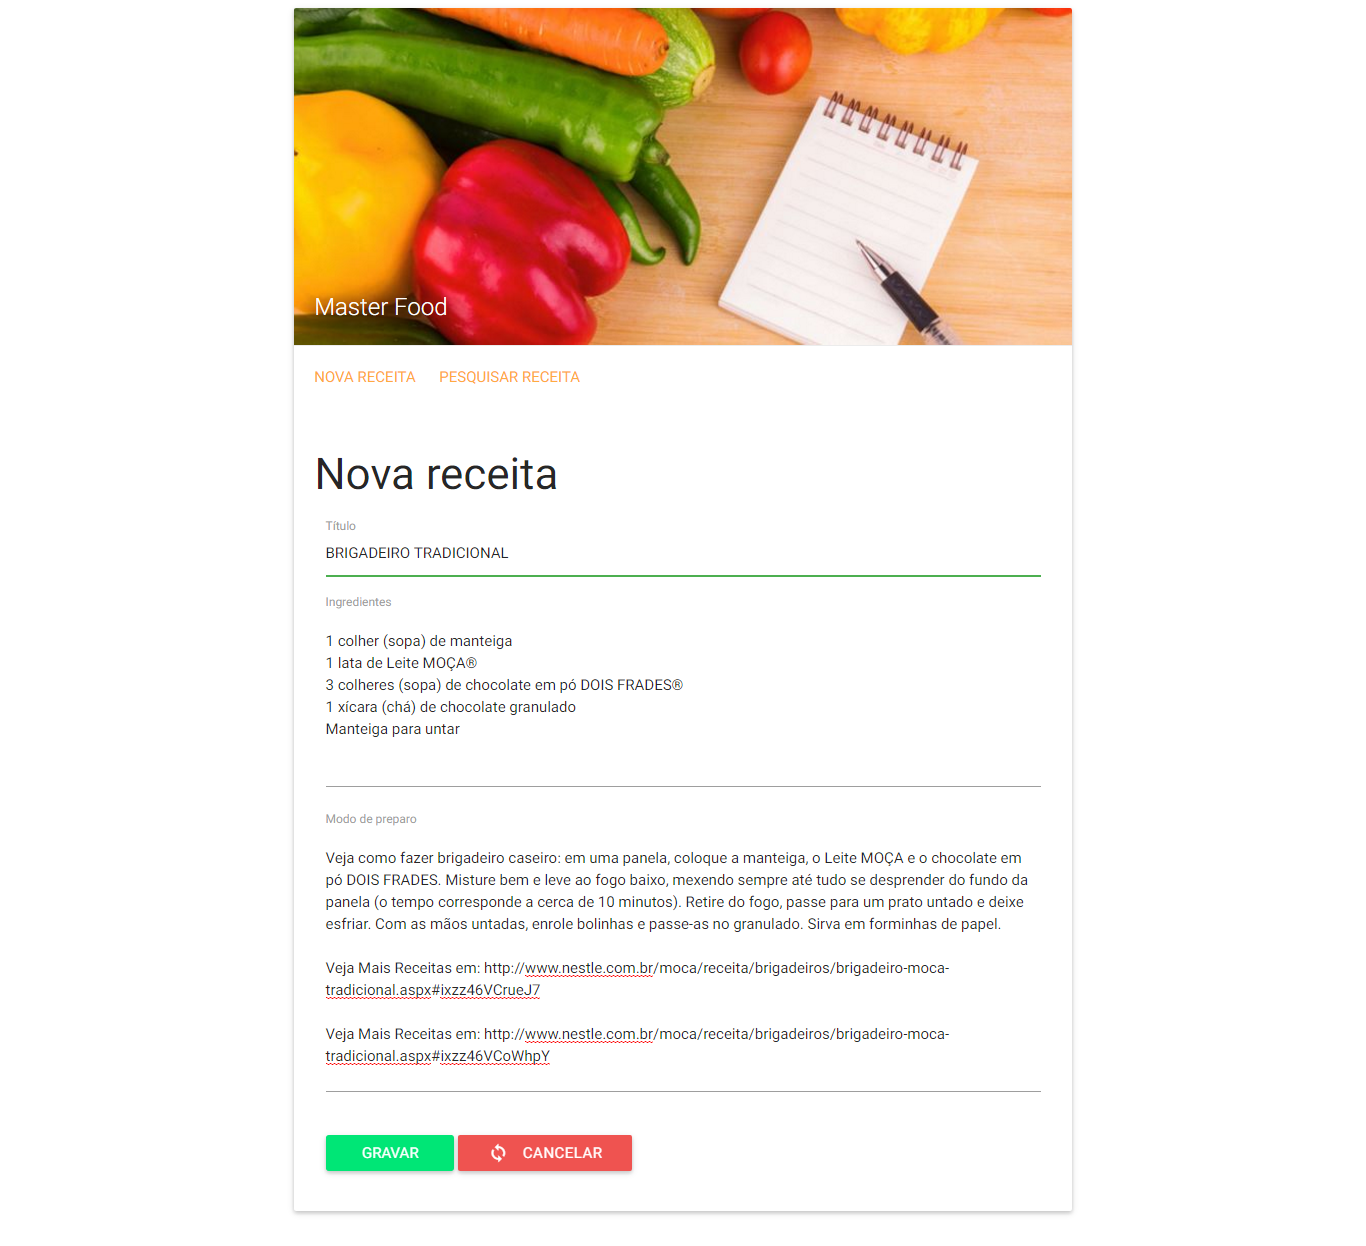 Master Food
NOVA RECEITA PESQUISAR RECEITA
Nova receita
Título
BRIGADEIRO TRADICIONAL
Ingredientes
1 colher (sopa) de manteiga
1 lata de Leite MOÇA®
3 colheres (sopa) de chocolate em pó DOIS FRADES®
1 xícara (chá) de chocolate granulado
Manteiga para untar
Modo de preparo
Veja como fazer brigadeiro caseiro: em uma panela, coloque a manteiga, o Leite MOÇA e o chocolate em
pó DOIS FRADES. Misture bem e leve ao fogo baixo, mexendo sempre até tudo se desprender do fundo da
panela (o tempo corresponde a cerca de 10 minutos). Retire do fogo, passe para um prato untado e deixe
esfriar. Com as mãos untadas, enrole bolinhas e passe-as no granulado. Sirva em forminhas de papel.
Veja Mais Receitas em: http://www.nestle.com.br/moca/receita/brigadeiros/brigadeiro-moca-
tradicional.aspx#ixzz46VCrueJ7
Veja Mais Receitas em: http://www.nestle.com.br/moca/receita/brigadeiros/brigadeiro-moca-
tradicional.aspx#ixzz46VCoWhpY
GRAVAR CANCELAR